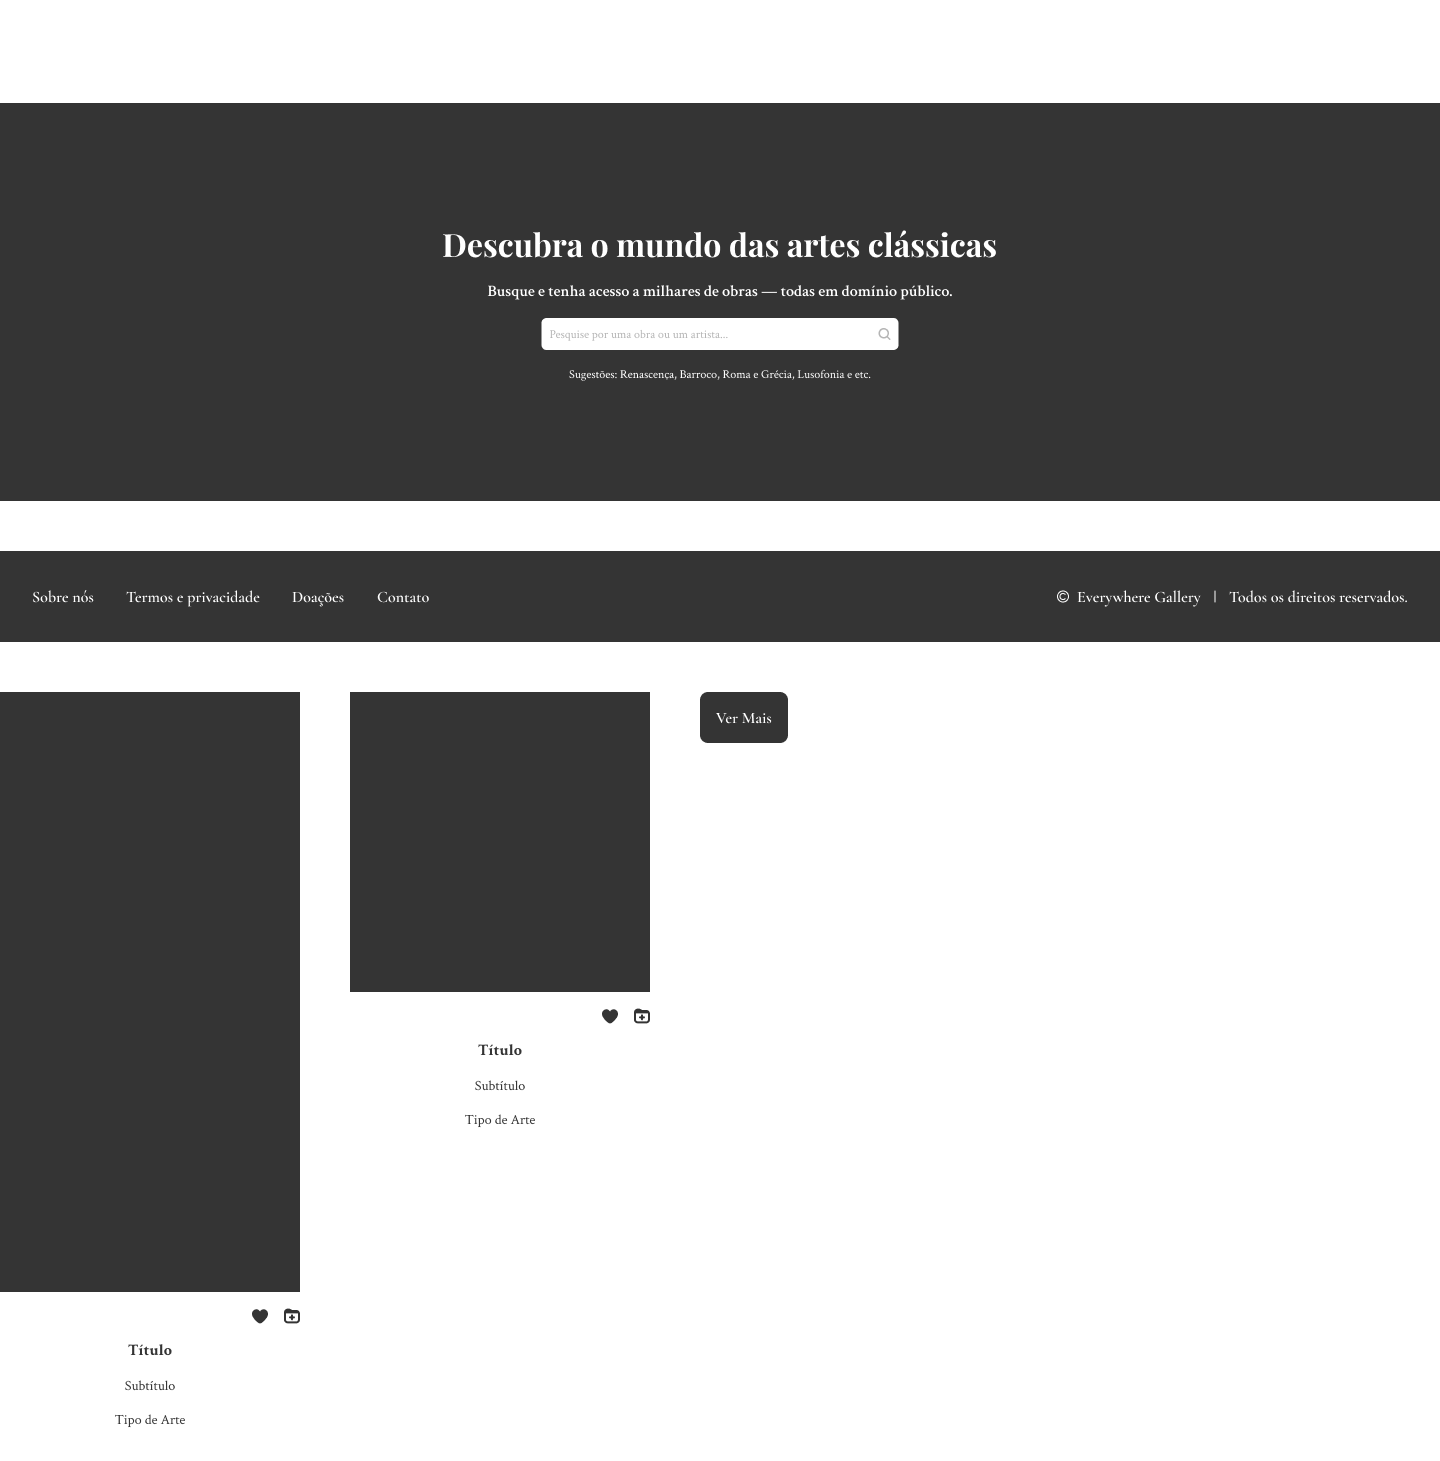 Descubra o mundo das artes clássicas
Busque e tenha acesso a milhares de obras — todas em domínio público.
Pesquise por uma obra ou um artista...
Sugestões: Renascença, Barroco, Roma e Grécia, Lusofonia e etc.
Sobre nós Termos e privacidade Doações Contato © Everywhere Gallery | Todos os direitos reservados.
Ver Mais
Título
Subtítulo
Tipo de Arte
Título
Subtítulo
Tipo de Arte